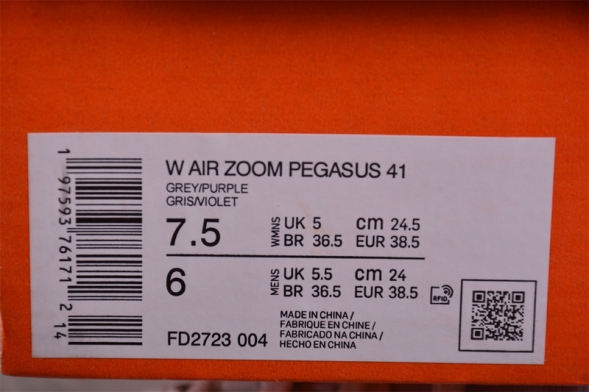 W AIR ZOOM PEGASUS 41
GREY/PURPLE
GRIS/VIOLET
7.5 WMNS UK 5 cm 24.5
BR 36.5 EUR 38.5
6 MENS UK 5.5 cm 24
BR 36.5 EUR 38.5
RFID
FD2723 004
MADE IN CHINA /
FABRIQUE EN CHINE /
FABRICADO NA CHINA /
HECHO EN CHINA
1 97593 76171 2 14